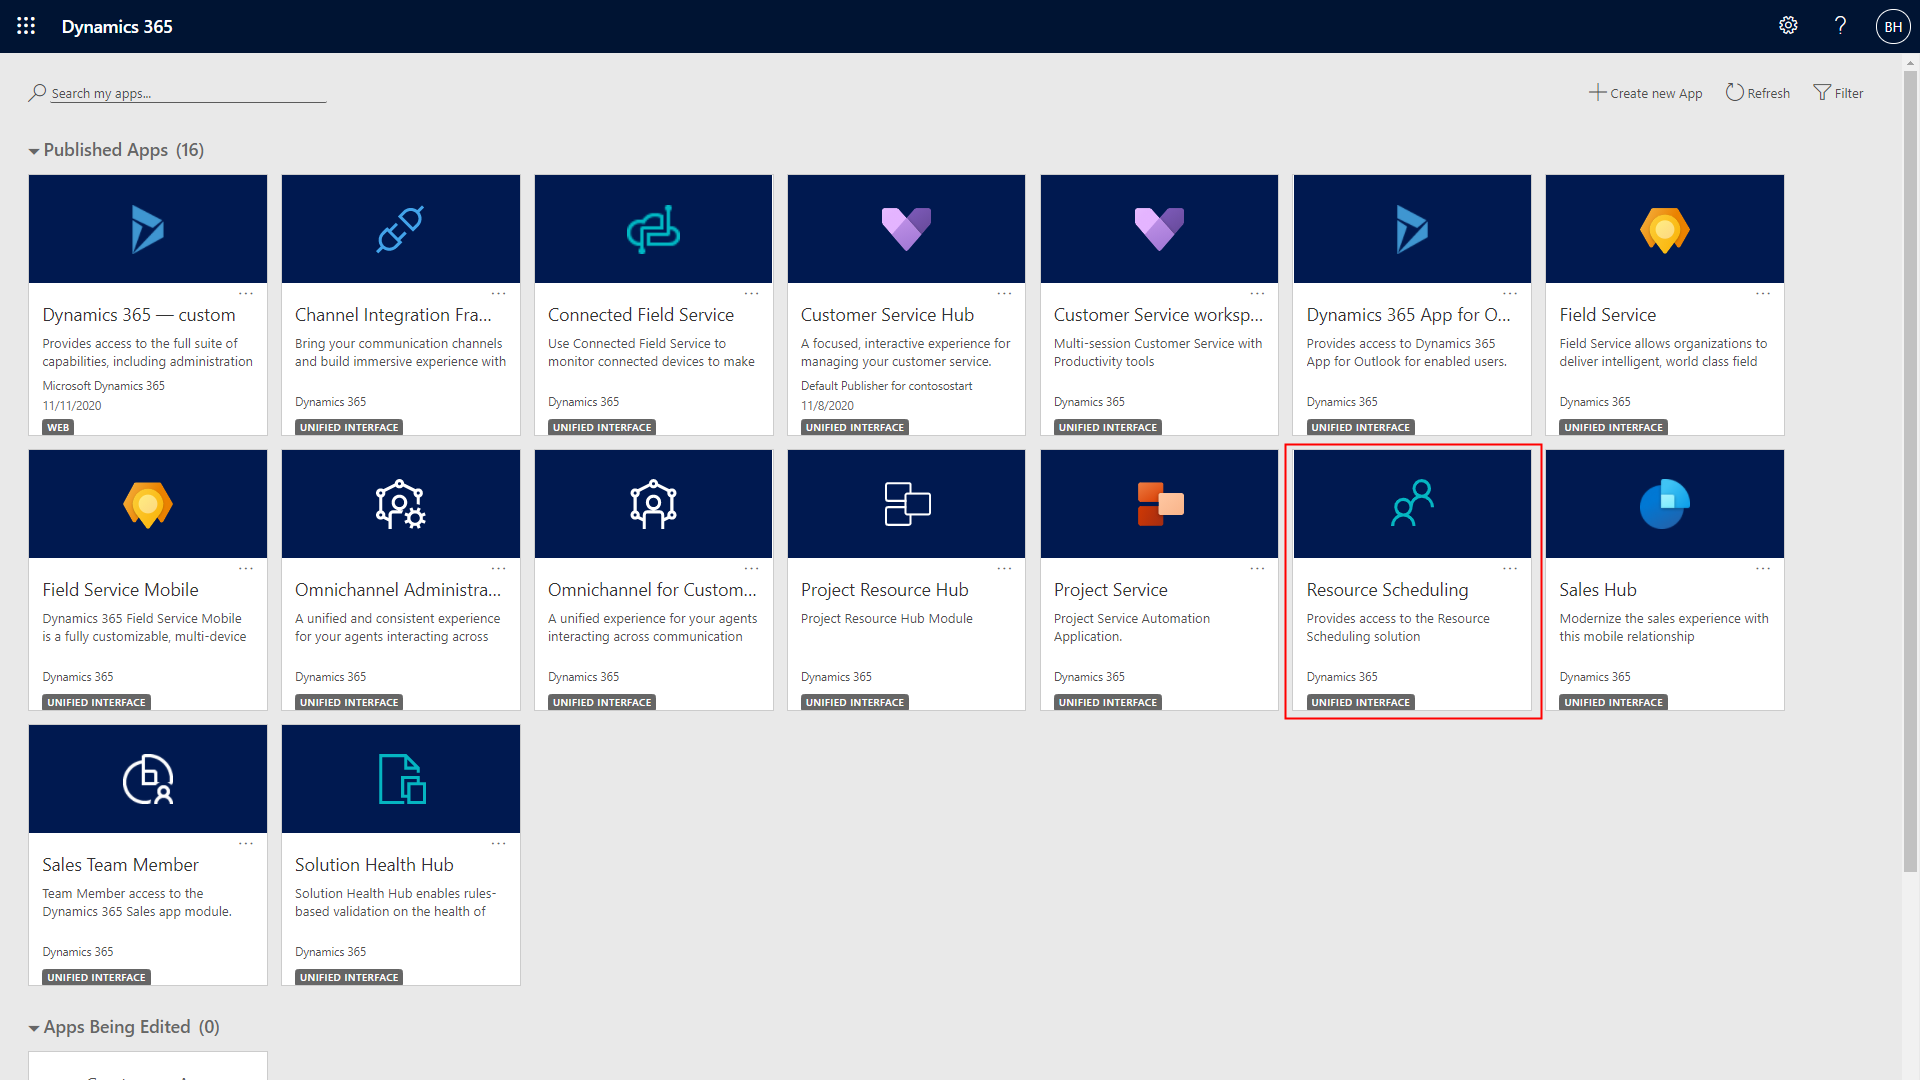 Dynamics 365
?
BH
Search my apps...
Create new App
Refresh
Filter
Published Apps (16)
...
Dynamics 365 — custom
Provides access to the full suite of
capabilities, including administration
Microsoft Dynamics 365
11/11/2020
WEB
...
Channel Integration Fra...
Bring your communication channels
and build immersive experience with
Dynamics 365
UNIFIED INTERFACE
...
Connected Field Service
Use Connected Field Service to
monitor connected devices to make
Dynamics 365
UNIFIED INTERFACE
...
Customer Service Hub
A focused, interactive experience for
managing your customer service.
Default Publisher for contosostart
11/8/2020
UNIFIED INTERFACE
...
Customer Service worksp...
Multi-session Customer Service with
Productivity tools
Dynamics 365
UNIFIED INTERFACE
...
Dynamics 365 App for O...
Provides access to Dynamics 365
App for Outlook for enabled users.
Dynamics 365
UNIFIED INTERFACE
...
Field Service
Field Service allows organizations to
deliver intelligent, world class field
Dynamics 365
UNIFIED INTERFACE
...
Field Service Mobile
Dynamics 365 Field Service Mobile
is a fully customizable, multi-device
Dynamics 365
UNIFIED INTERFACE
...
Omnichannel Administra...
A unified and consistent experience
for your agents interacting across
Dynamics 365
UNIFIED INTERFACE
...
Omnichannel for Custom...
A unified experience for your agents
interacting across communication
Dynamics 365
UNIFIED INTERFACE
...
Project Resource Hub
Project Resource Hub Module
Dynamics 365
UNIFIED INTERFACE
...
Project Service
Project Service Automation
Application.
Dynamics 365
UNIFIED INTERFACE
...
Resource Scheduling
Provides access to the Resource
Scheduling solution
Dynamics 365
UNIFIED INTERFACE
...
Sales Hub
Modernize the sales experience with
this mobile relationship
Dynamics 365
UNIFIED INTERFACE
...
Sales Team Member
Team Member access to the
Dynamics 365 Sales app module.
Dynamics 365
UNIFIED INTERFACE
...
Solution Health Hub
Solution Health Hub enables rules-
based validation on the health of
Dynamics 365
UNIFIED INTERFACE
Apps Being Edited (0)